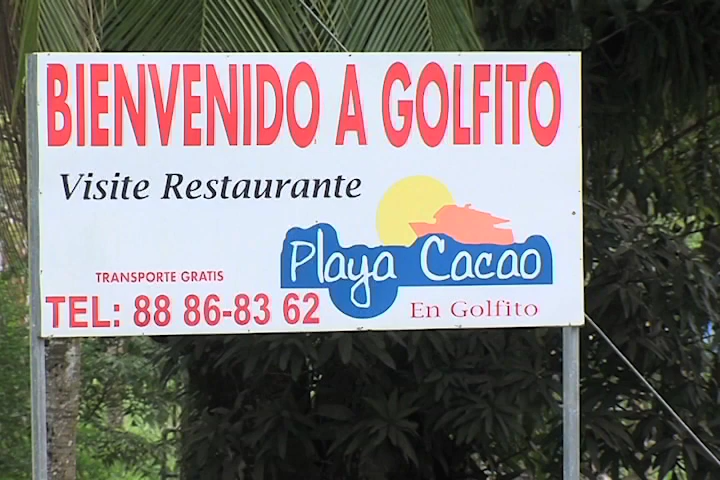 BIENVENIDO A GOLFITO
Visite Restaurante
Playa Cacao
TRANSPORTE GRATIS
TEL: 88 86-83 62
En Golfito